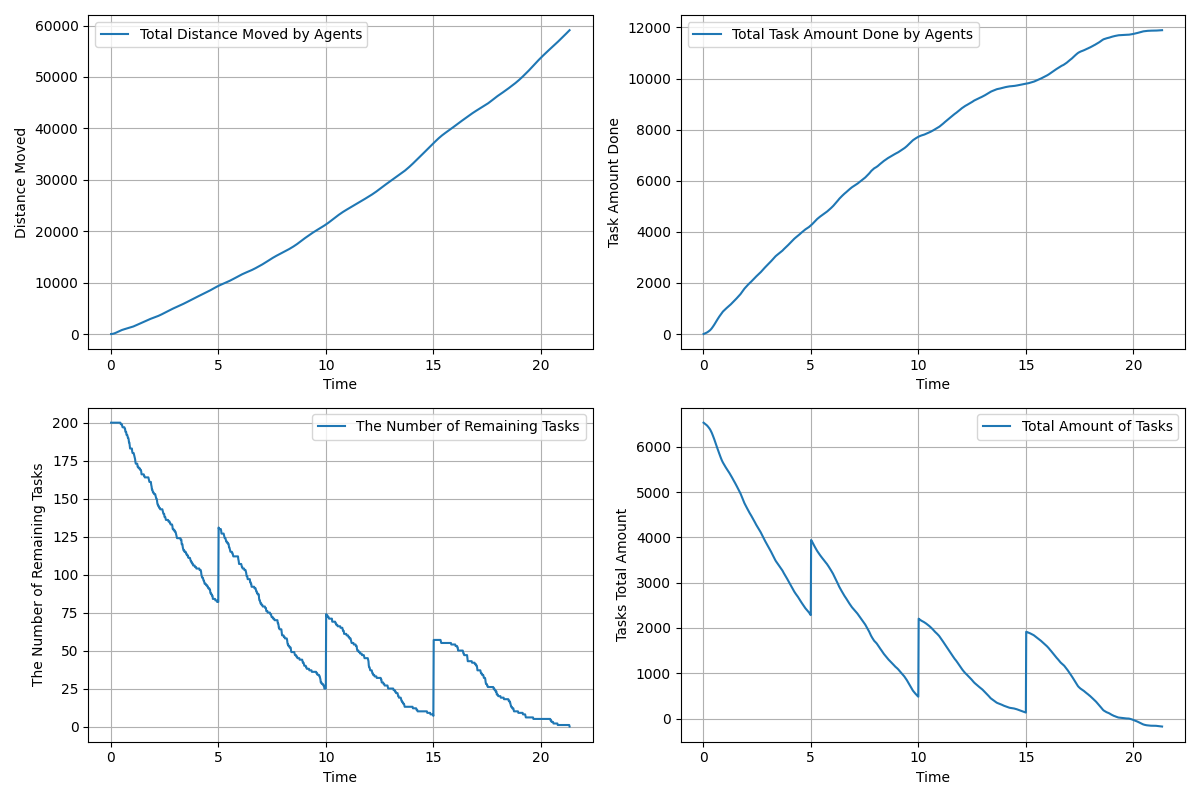 Total Distance Moved by Agents
60000
50000
40000
30000
20000
10000
0
Distance Moved
0 5 10 15 20
Time
Total Task Amount Done by Agents
12000
10000
8000
6000
4000
2000
0
Task Amount Done
0 5 10 15 20
Time
The Number of Remaining Tasks
200
175
150
125
100
75
50
25
0
The Number of Remaining Tasks
0 5 10 15 20
Time
Total Amount of Tasks
6000
5000
4000
3000
2000
1000
0
Tasks Total Amount
0 5 10 15 20
Time